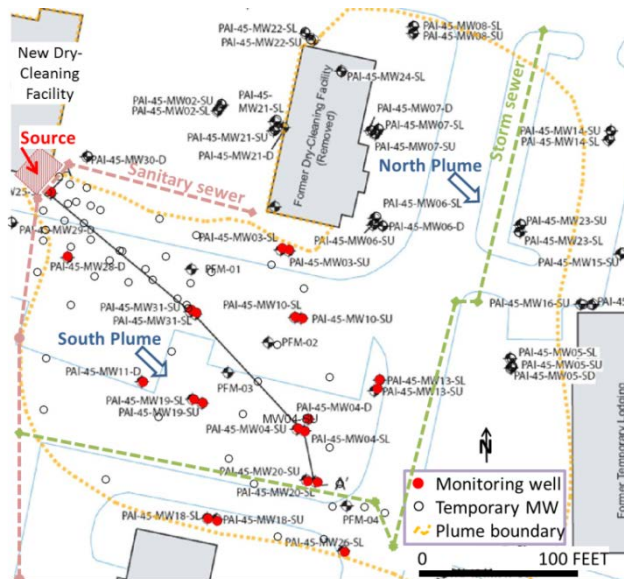 PAI-45-MW22-SL
PAI-45-MW22-SU
PAI-45-MW08-SL
PAI-45-MW08-SU
New Dry-
Cleaning
Facility
PAI-45-MW24-SL
PAI-45-
MW21-SL
PAI-45-MW02-SU
PAI-45-MW02-SL
PAI-45-MW07-D
PAI-45-MW07-SL
PAI-45-MW07-SU
PAI-45-MW21-SU
PAI-45-MW21-D
Former Dry-Cleaning Facility
(Removed)
Storm sewer
PAI-45-MW14-SU
PAI-45-MW14-SL
Source
PAI-45-MW30-D
Sanitary sewer
North Plume
PAI-45-MW06-SL
PAI-45-MW06-D
PAI-45-MW06-SU
PAI-45-MW23-SU
PAI-45-MW23-SL
PAI-45-MW15-SU
PAI-45-MW29-D
PAI-45-MW03-SL
PAI-45-MW03-SU
PAI-45-MW28-D
PFM-01
PAI-45-MW31-SU
PAI-45-MW31-SL
PAI-45-MW10-SL
PAI-45-MW10-SU
PAI-45-MW16-SU
South Plume
PFM-02
PAI-45-MW05-SL
PAI-45-MW05-SU
PAI-45-MW05-SD
PAI-45-MW11-D
PFM-03
PAI-45-MW13-SL
PAI-45-MW13-SU
PAI-45-MW19-SL
PAI-45-MW19-SU
PAI-45-MW04-D
PAI-45-MW04-SU
PAI-45-MW04-SL
Former Temporary Lodging
PAI-45-MW20-SU
PAI-45-MW20-SL
A'
N
PAI-45-MW18-SL
PAI-45-MW18-SU
PFM-04
PAI-45-MW26-SL
Monitoring well
Temporary MW
Plume boundary
0 100 FEET